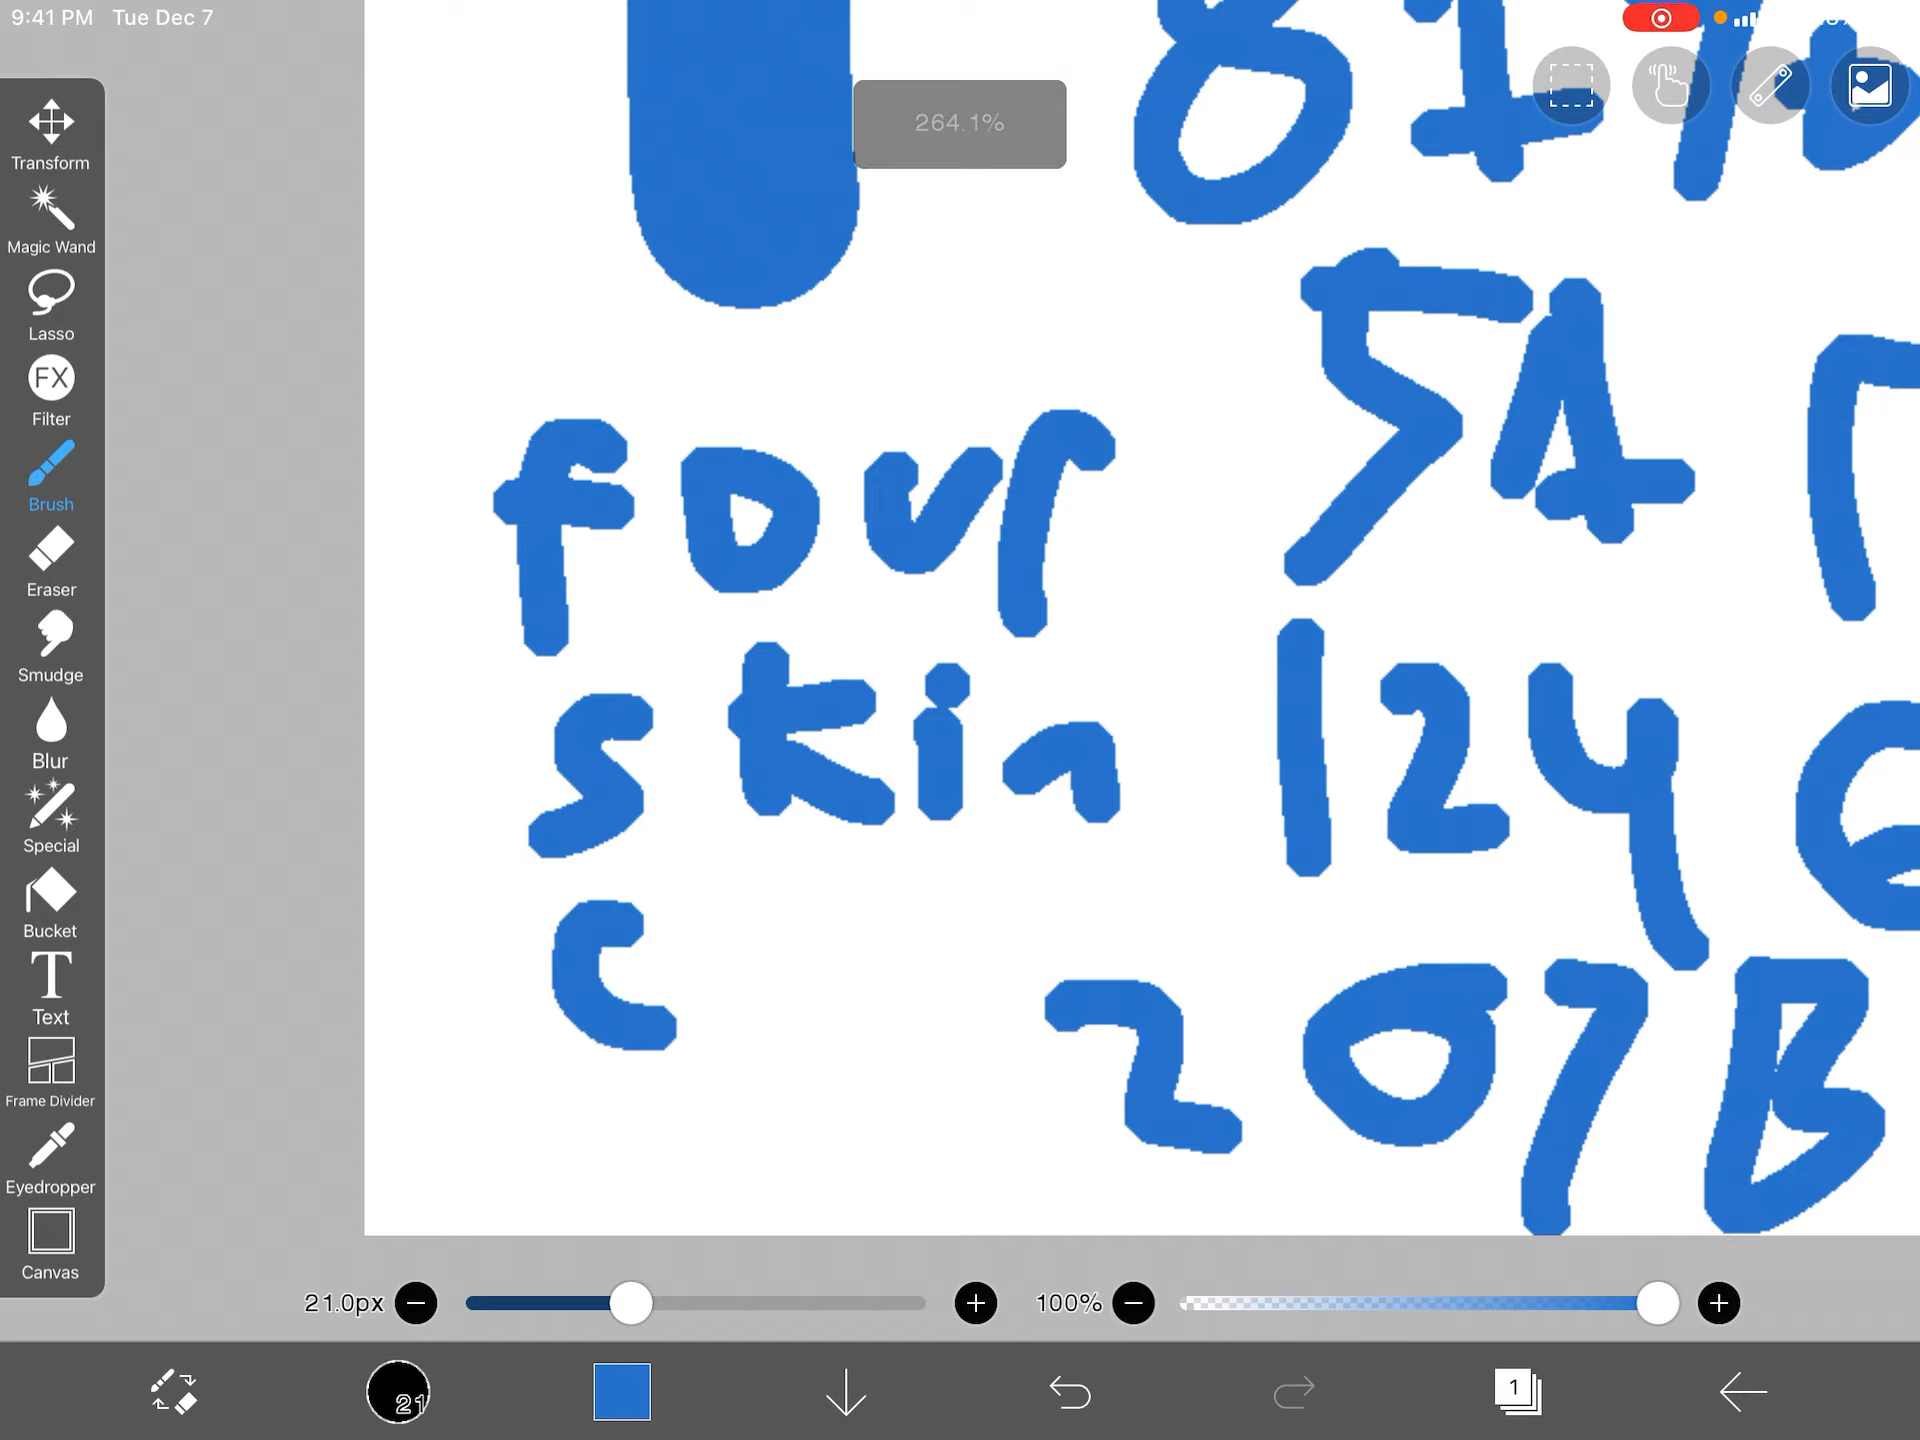 9:41 PM Tue Dec 7
264.1%
Transform
Magic Wand
Lasso
FX
Filter
Brush
Eraser
Smudge
Blur
Special
Bucket
T
Text
Frame Divider
Eyedropper
Canvas
four
skin
c
54
124
207B
21.0px
100%
21
1